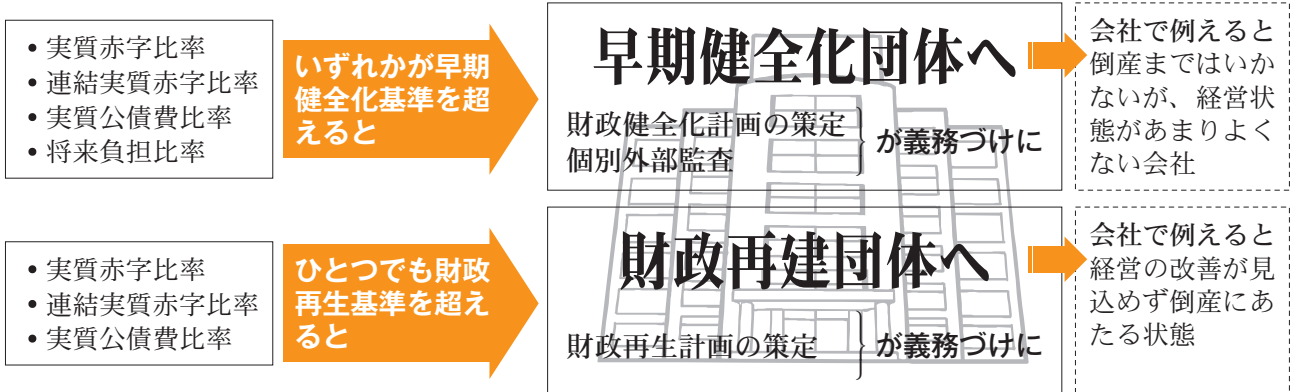 • 実質赤字比率
• 連結実質赤字比率
• 実質公債費比率
• 将来負担比率
いずれかが早期
健全化基準を超
えると
早期健全化団体へ
財政健全化計画の策定
個別外部監査
が義務づけに
会社で例えると
倒産まではいか
ないが、経営状
態があまりよく
ない会社
• 実質赤字比率
• 連結実質赤字比率
• 実質公債費比率
ひとつでも財政
再生基準を超え
ると
財政再建団体へ
財政再生計画の策定
が義務づけに
会社で例えると
経営の改善が見
込めず倒産にあ
たる状態